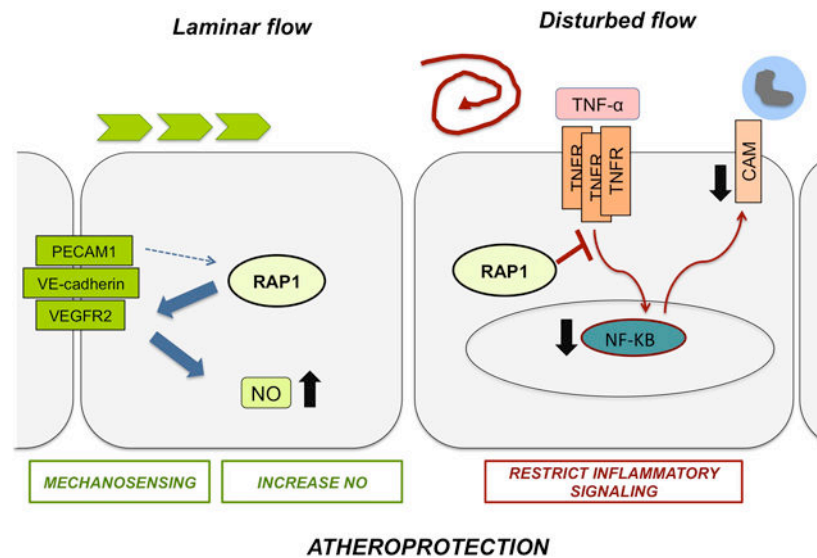 Laminar flow
Disturbed flow
TNF-α
TNFR
TNFR
TNFR
CAM
PECAM1
VE-cadherin
VEGFR2
RAP1
NO
RAP1
NF-KB
MECHANOSENSING
INCREASE NO
RESTRICT INFLAMMATORY
SIGNALING
ATHEROPROTECTION